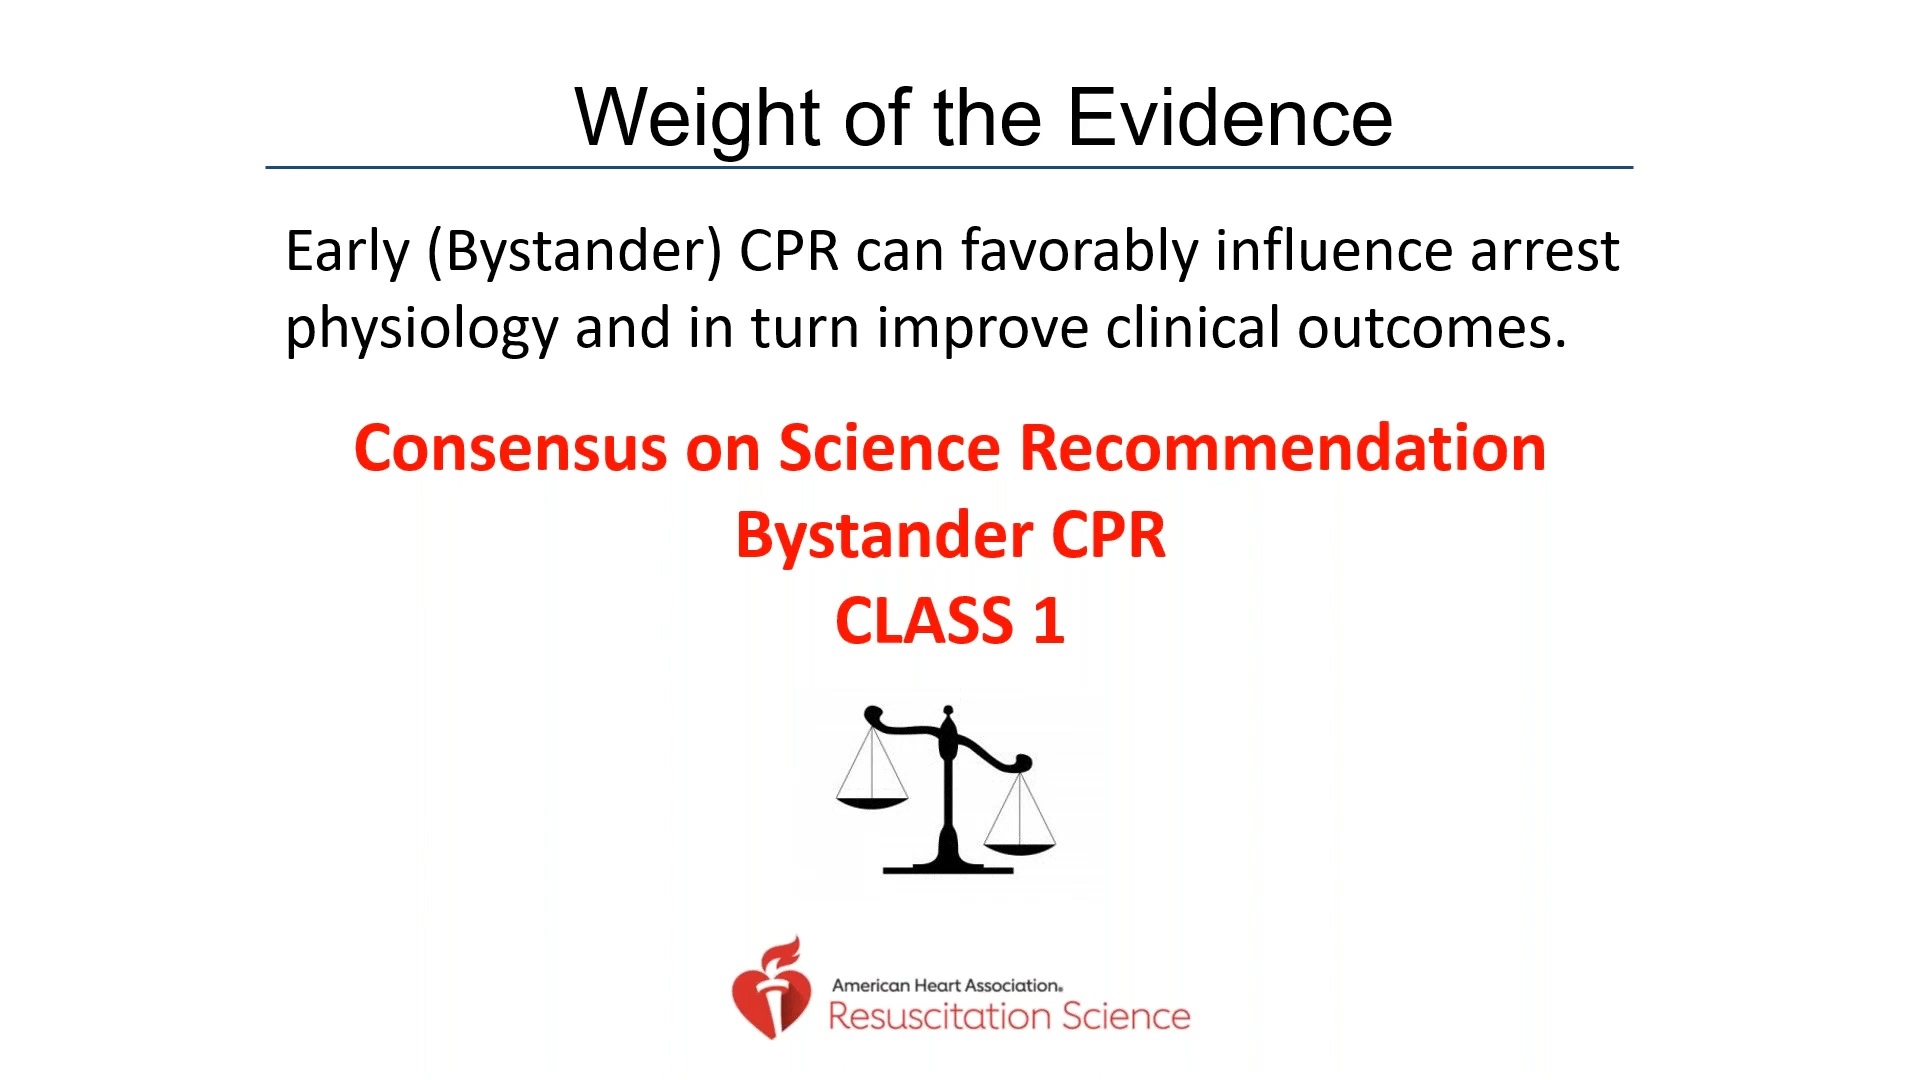 Weight of the Evidence
Early (Bystander) CPR can favorably influence arrest
physiology and in turn improve clinical outcomes.
Consensus on Science Recommendation
Bystander CPR
CLASS 1
American Heart Association®
Resuscitation Science